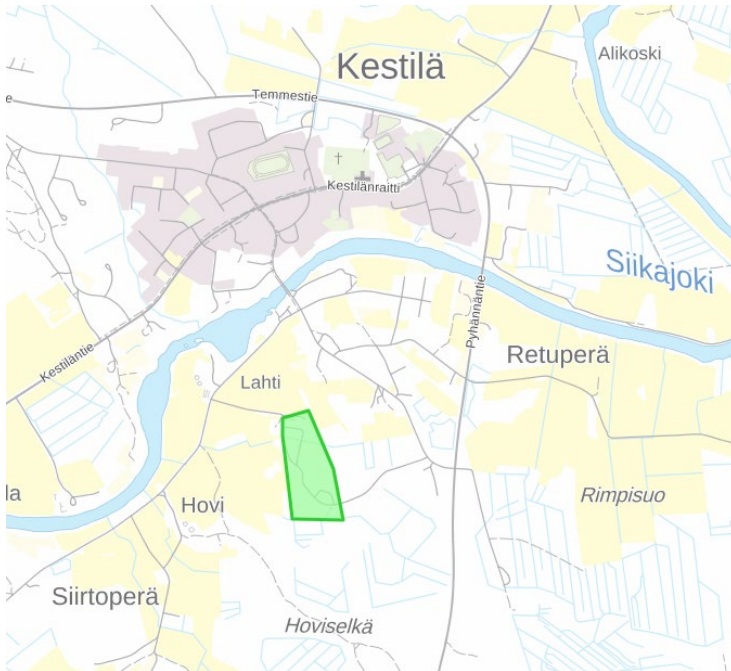 Kestilä
Alikoski
Temmestie
e
Kestilänraitti
Siikajoki
Pyhännäntie
Retuperä
Kestiläntie
Lahti
la
Hovi
Rimpisuo
Siirtoperä
Hoviselkä